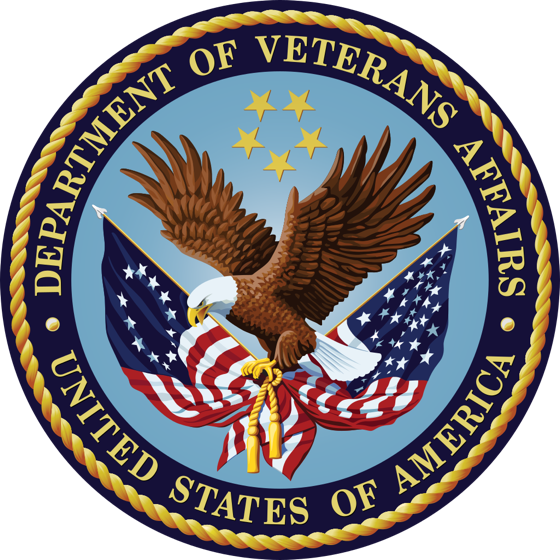 DEPARTMENT OF VETERANS AFFAIRS
UNITED STATES OF AMERICA